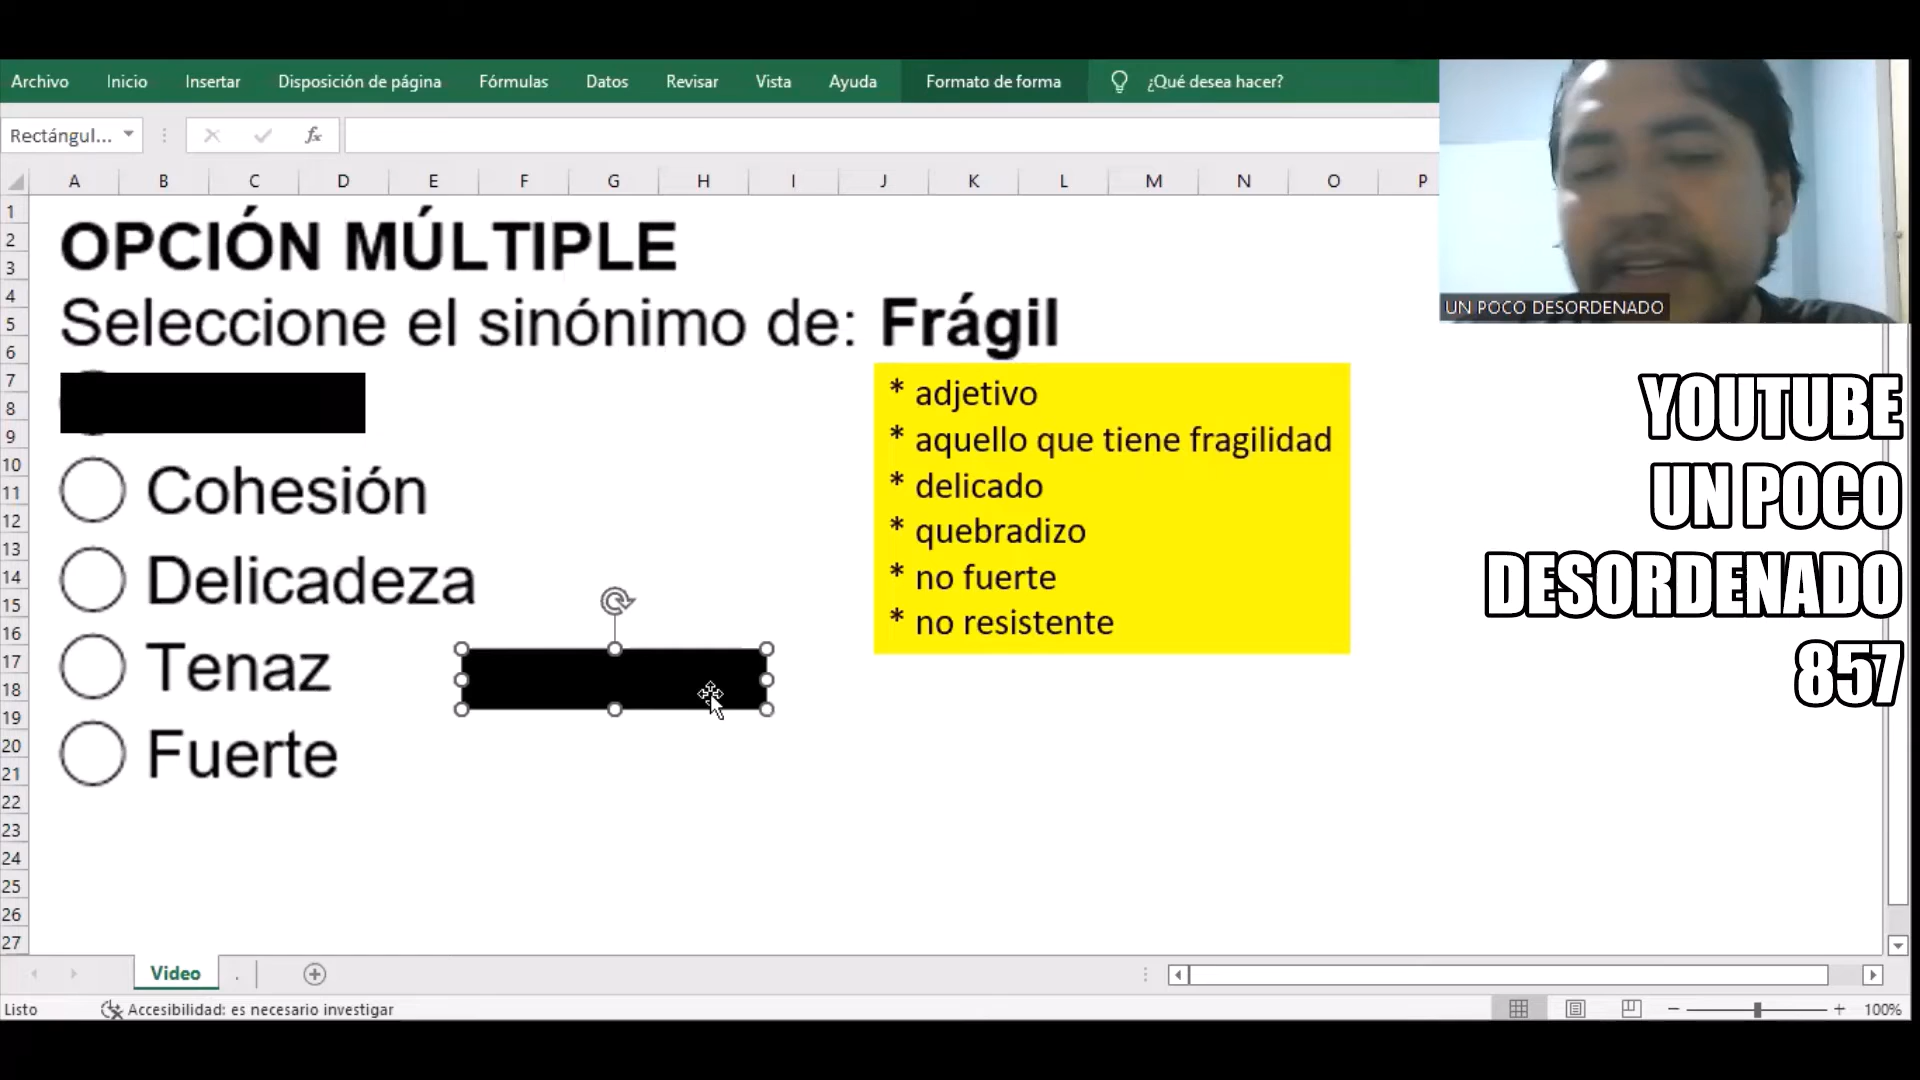 Archivo Inicio Insertar Disposición de página Fórmulas Datos Revisar Vista Ayuda Formato de forma ¿Qué desea hacer?
Rectángul... fx
A B C D E F G H I J K L M N O P
1
2
3
4
5
6
7
8
9
10
11
12
13
14
15
16
17
18
19
20
21
22
23
24
25
26
27
OPCIÓN MÚLTIPLE
Seleccione el sinónimo de: Frágil
Cohesión
Delicadeza
Tenaz
Fuerte
* adjetivo
* aquello que tiene fragilidad
* delicado
* quebradizo
* no fuerte
* no resistente
UN POCO DESORDENADO
YOUTUBE
UN POCO
DESORDENADO
857
Video .
Listo Accesibilidad: es necesario investigar 100%